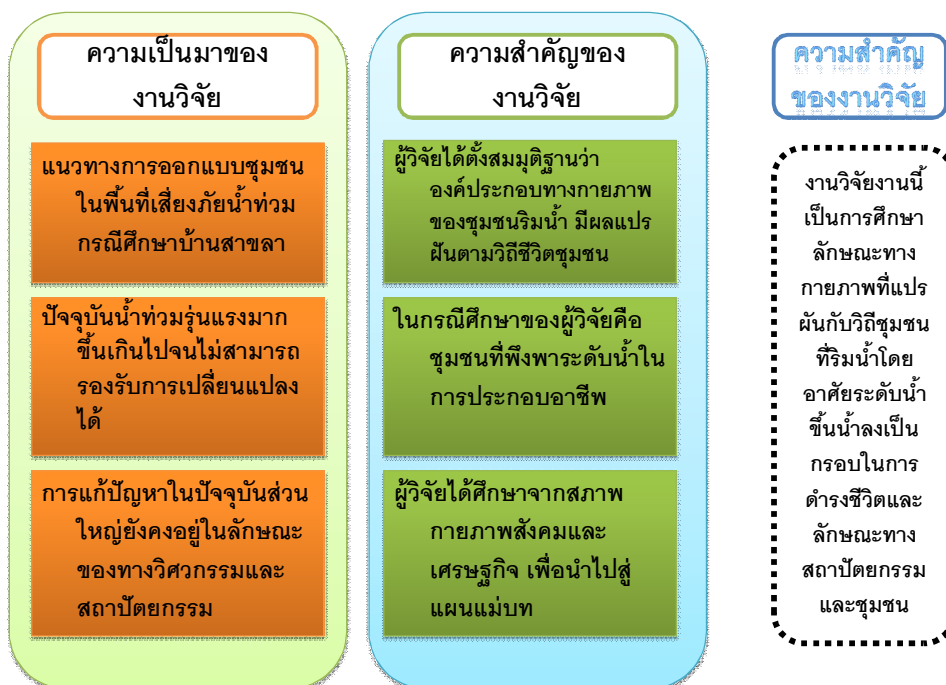 ความเป็นมาของ
งานวิจัย
แนวทางการออกแบบชุมชน
ในพื้นที่เสี่ยงภัยน้ำท่วม
กรณีศึกษาบ้านสาขลา
ปัจจุบันน้ำท่วมรุ่นแรงมาก
ขึ้นเกินไปจนไม่สามารถ
รองรับการเปลี่ยนแปลง
ได้
การแก้ปัญหาในปัจจุบันส่วน
ใหญ่ยังคงอยู่ในลักษณะ
ของทางวิศวกรรมและ
สถาปัตยกรรม
ความสำคัญของ
งานวิจัย
ผู้วิจัยได้ตั้งสมมุติฐานว่า
องค์ประกอบทางกายภาพ
ของชุมชนริมน้ำ มีผลแปร
ฝันตามวิถีชีวิตชุมชน
ในกรณีศึกษาของผู้วิจัยคือ
ชุมชนที่พึงพาระดับน้ำใน
การประกอบอาชีพ
ผู้วิจัยได้ศึกษาจากสภาพ
กายภาพสังคมและ
เศรษฐกิจ เพื่อนำไปสู่
แผนแม่บท
ความสำคัญ
ของงานวิจัย
งานวิจัยงานนี้
เป็นการศึกษา
ลักษณะทาง
กายภาพที่แปร
ผันกับวิถีชุมชน
ที่ริมน้ำโดย
อาศัยระดับน้ำ
ขึ้นน้ำลงเป็น
กรอบในการ
ดำรงชีวิตและ
ลักษณะทาง
สถาปัตยกรรม
และชุมชน